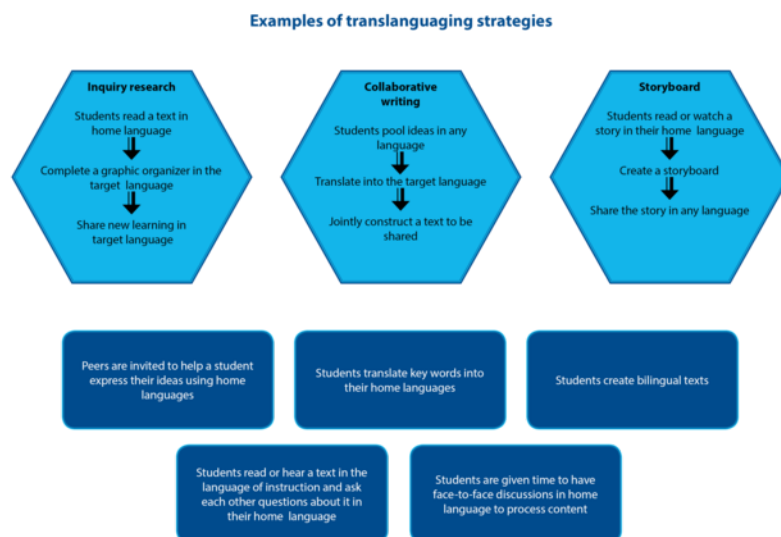 Examples of translanguaging strategies
Inquiry research
Students read a text in
home language
Complete a graphic organizer in the
target language
Share new learning in
target language
Collaborative
writing
Students pool ideas in any
language
Translate into the target language
Jointly construct a text to be
shared
Storyboard
Students read or watch a
story in their home language
Create a storyboard
Share the story in any language
Peers are invited to help a student
express their ideas using home
languages
Students translate key words into
their home languages
Students create bilingual texts
Students read or hear a text in the
language of instruction and ask
each other questions about it in
their home language
Students are given time to have
face-to-face discussions in home
language to process content